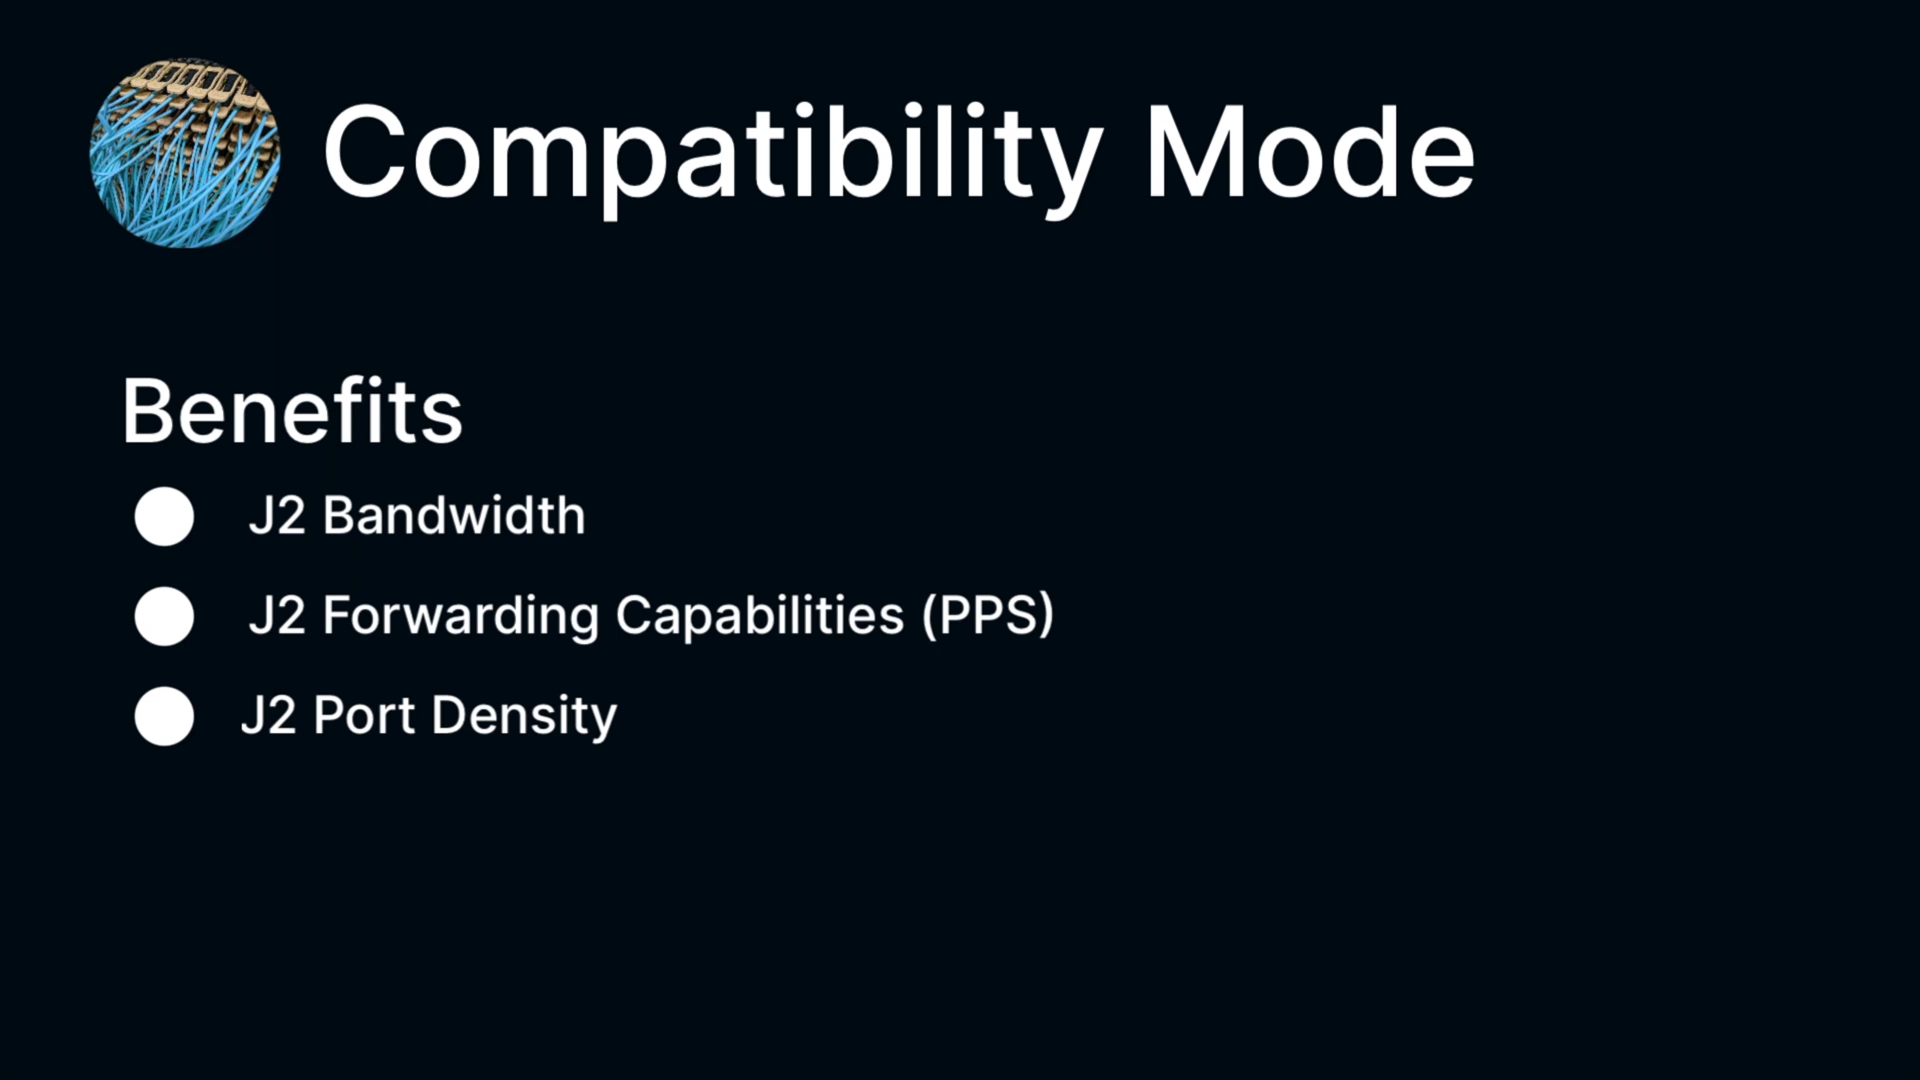 Compatibility Mode
Benefits
J2 Bandwidth
J2 Forwarding Capabilities (PPS)
J2 Port Density